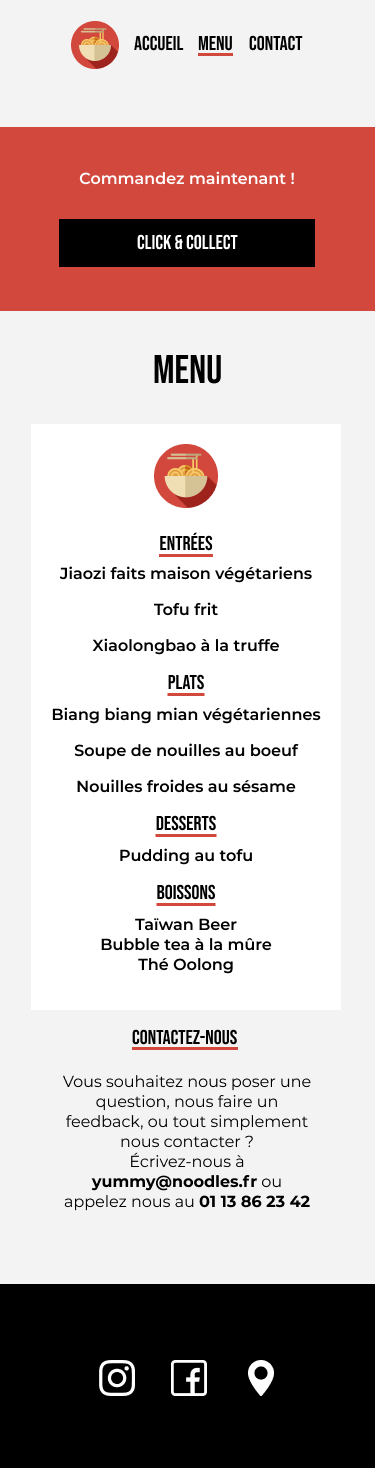 ACCUEIL MENU CONTACT
Commandez maintenant !
CLICK & COLLECT
MENU
ENTRÉES
Jiaozi faits maison végétariens
Tofu frit
Xiaolongbao à la truffe
PLATS
Biang biang mian végétariennes
Soupe de nouilles au boeuf
Nouilles froides au sésame
DESSERTS
Pudding au tofu
BOISSONS
Taïwan Beer
Bubble tea à la mûre
Thé Oolong
CONTACTEZ-NOUS
Vous souhaitez nous poser une
question, nous faire un
feedback, ou tout simplement
nous contacter ?
Écrivez-nous à
yummy@noodles.fr ou
appelez nous au 01 13 86 23 42